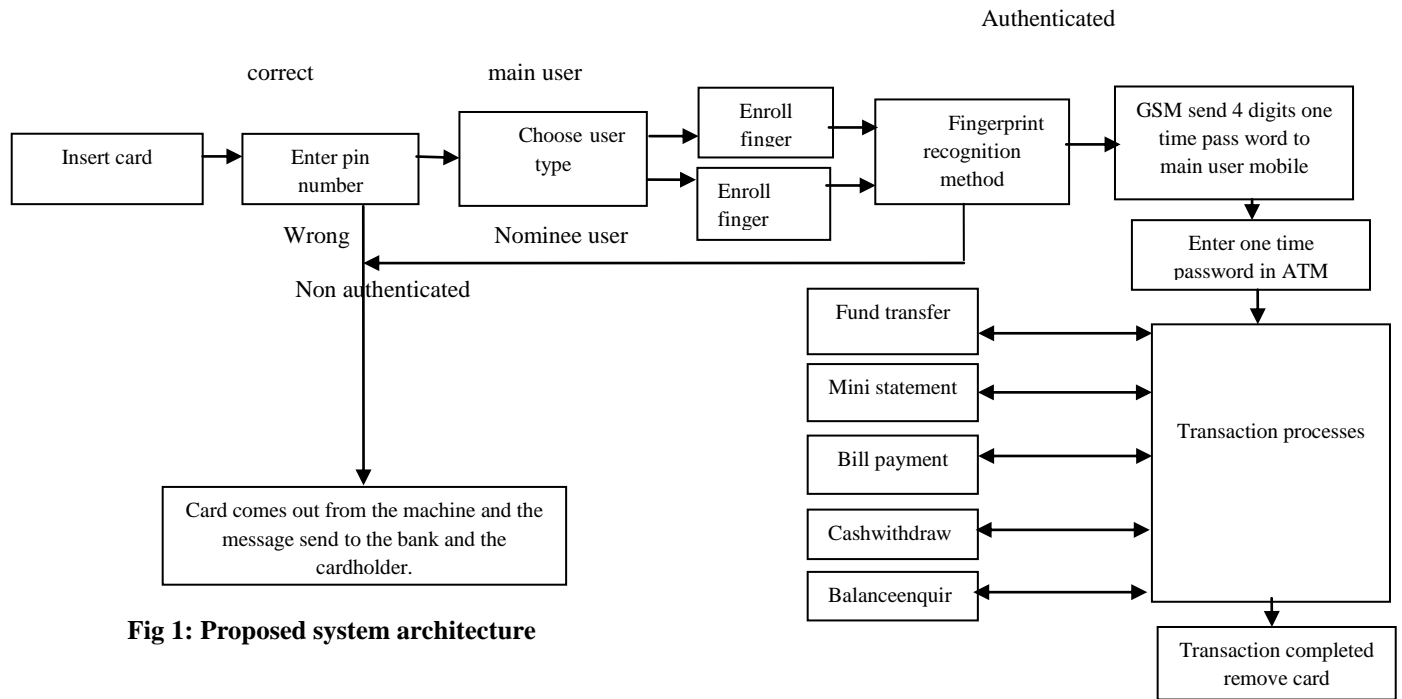 Authenticated
correct
main user
Insert card
Enter pin
number
Choose user
type
Enroll
finger
Enroll
finger
Fingerprint
recognition
method
GSM send 4 digits one
time pass word to
main user mobile
Wrong
Nominee user
Non authenticated
Enter one time
password in ATM
Fund transfer
Mini statement
Bill payment
Cashwithdraw
Balanceenquir
Transaction processes
Card comes out from the machine and the
message send to the bank and the
cardholder.
Transaction completed
remove card
Fig 1: Proposed system architecture